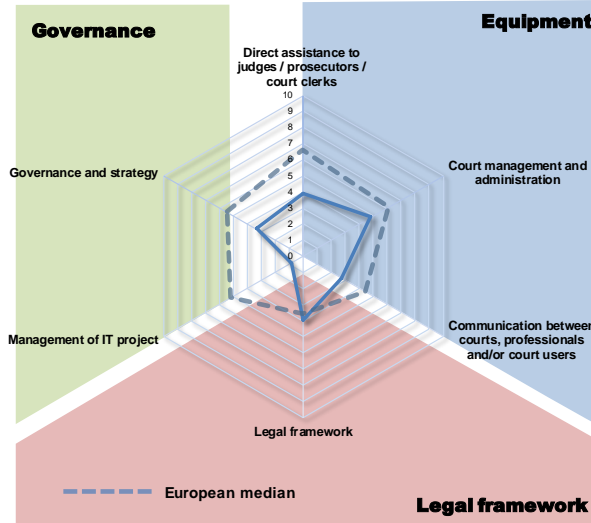 Governance
Equipment
Direct assistance to
judges / prosecutors /
court clerks
10
9
8
7
6
5
4
3
2
1
0
Governance and strategy
Court management and
administration
Management of IT project
Communication between
courts, professionals
and/or court users
Legal framework
European median
Legal framework